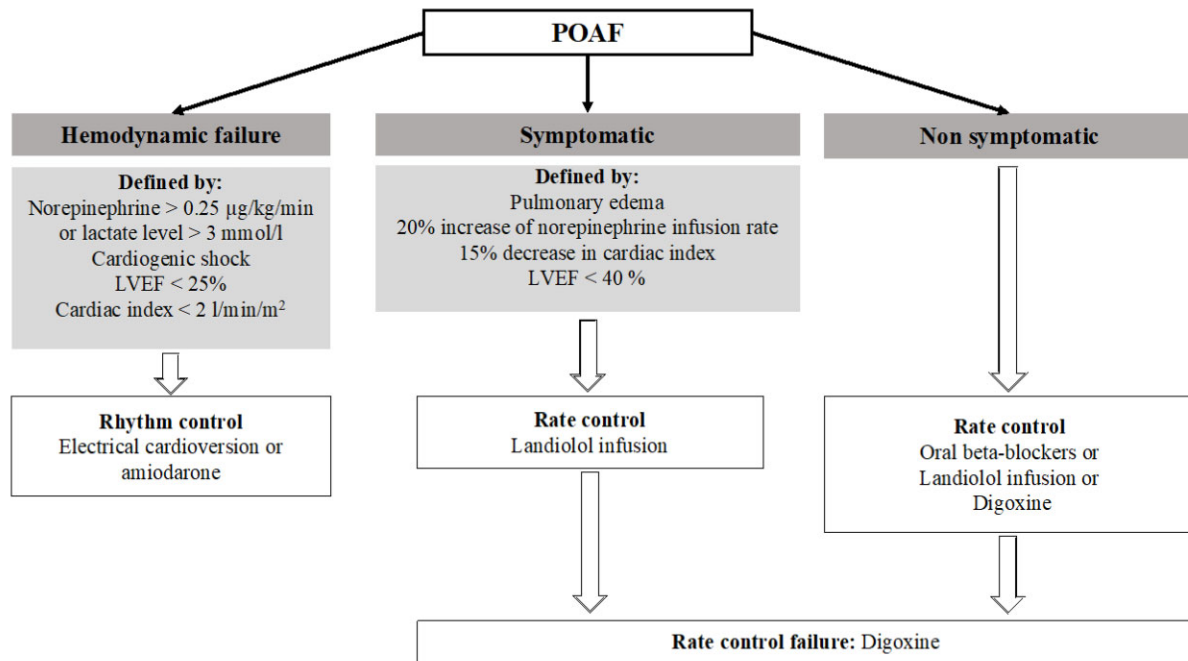 POAF
Hemodynamic failure
Defined by:
Norepinephrine > 0.25 µg/kg/min
or lactate level > 3 mmol/l
Cardiogenic shock
LVEF < 25%
Cardiac index < 2 l/min/m²
Rhythm control
Electrical cardioversion or
amiodarone
Symptomatic
Defined by:
Pulmonary edema
20% increase of norepinephrine infusion rate
15% decrease in cardiac index
LVEF < 40 %
Rate control
Landiolol infusion
Non symptomatic
Rate control
Oral beta-blockers or
Landiolol infusion or
Digoxine
Rate control failure: Digoxine